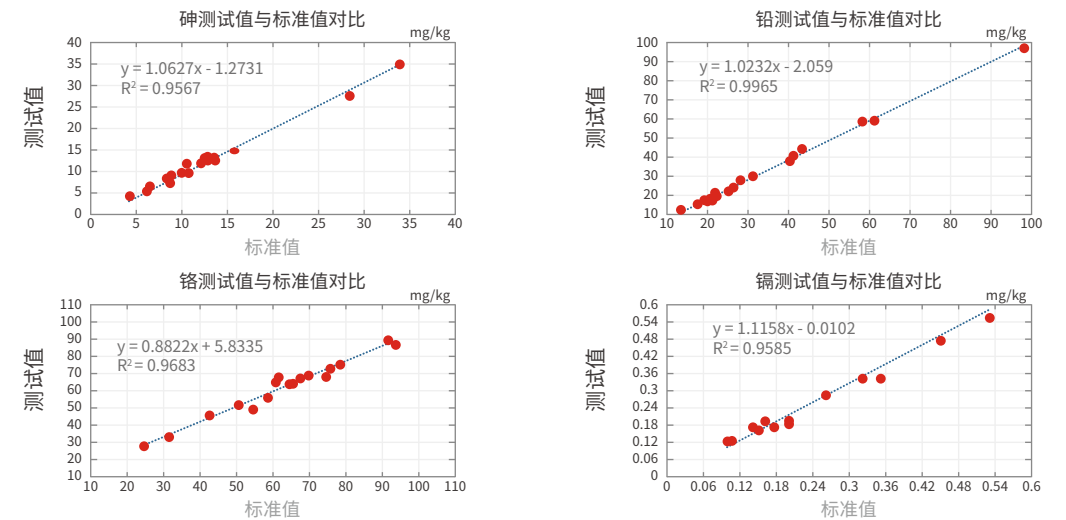 砷测试值与标准值对比
mg/kg
y = 1.0627x - 1.2731
R² = 0.9567
测试值
40
35
30
25
20
15
10
5
0
0 5 10 15 20 25 30 35 40
标准值
铅测试值与标准值对比
mg/kg
y = 1.0232x - 2.059
R² = 0.9965
测试值
100
90
80
70
60
50
40
30
20
10
10 20 30 40 50 60 70 80 90 100
标准值
铬测试值与标准值对比
mg/kg
y = 0.8822x + 5.8335
R² = 0.9683
测试值
110
100
90
80
70
60
50
40
30
20
10
10 20 30 40 50 60 70 80 90 100 110
标准值
镉测试值与标准值对比
mg/kg
y = 1.1158x - 0.0102
R² = 0.9585
测试值
0.6
0.54
0.48
0.42
0.36
0.3
0.24
0.18
0.12
0.06
0
0 0.06 0.12 0.18 0.24 0.3 0.36 0.42 0.48 0.54 0.6
标准值